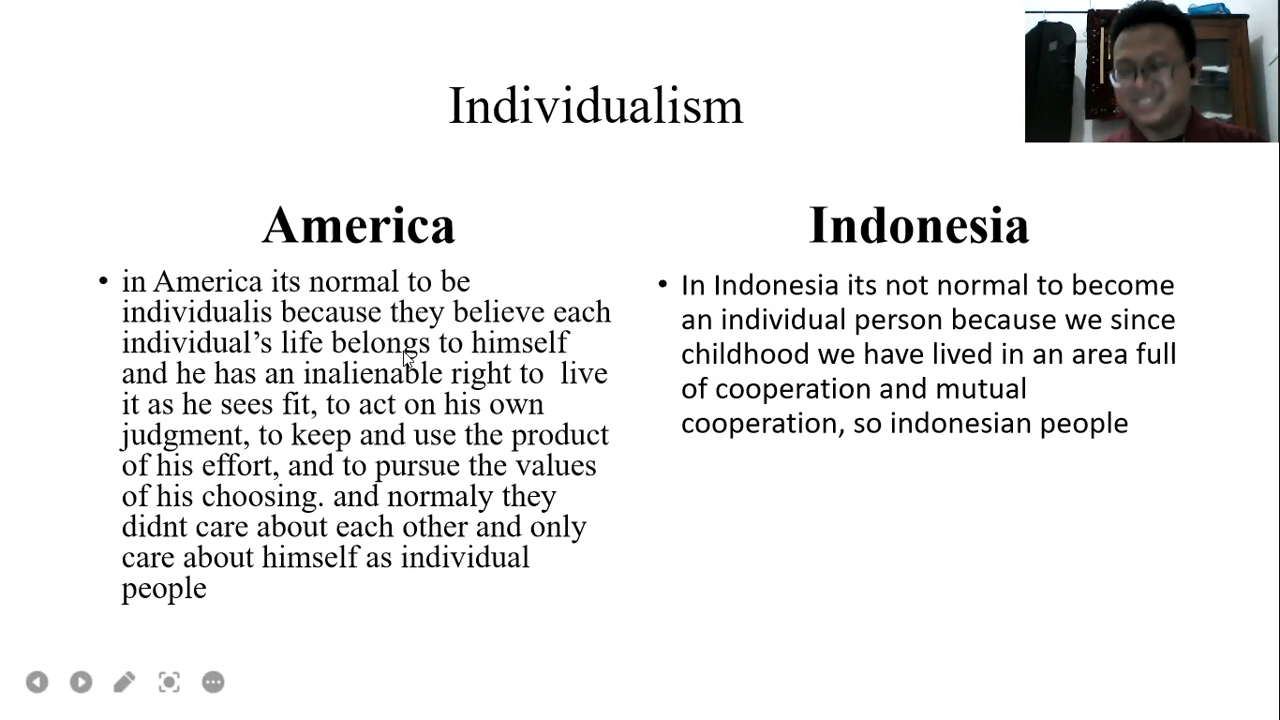 Individualism
America
• in America its normal to be
individualis because they believe each
individual’s life belongs to himself
and he has an inalienable right to  live
it as he sees fit, to act on his own
judgment, to keep and use the product
of his effort, and to pursue the values
of his choosing. and normaly they
didnt care about each other and only
care about himself as individual
people
Indonesia
• In Indonesia its not normal to become
an individual person because we since
childhood we have lived in an area full
of cooperation and mutual
cooperation, so indonesian people